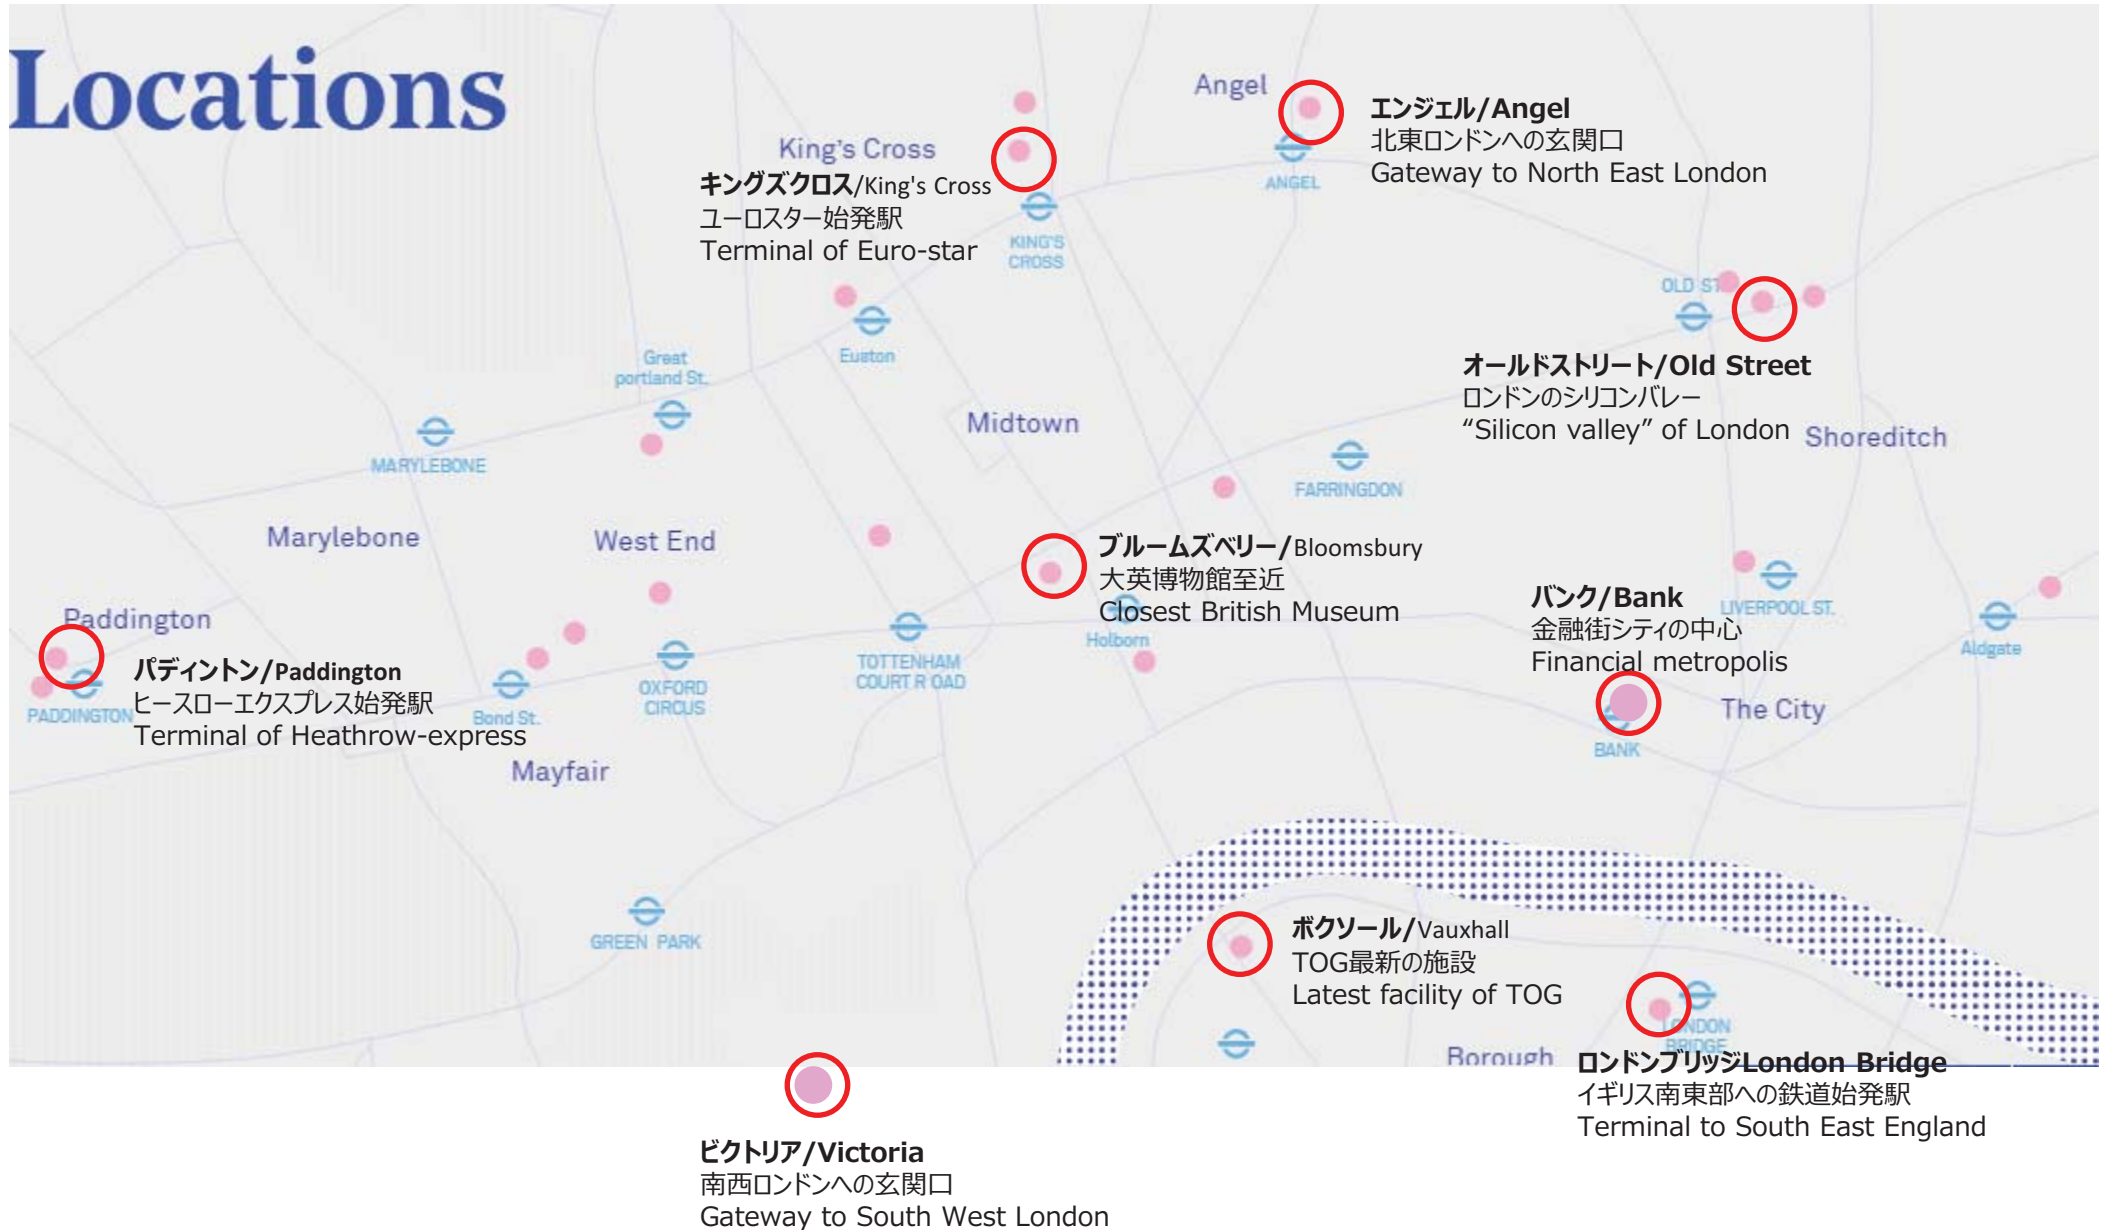 Locations
Angel
エンジェル/Angel
北東ロンドンへの玄関口
Gateway to North East London
ANGEL
King's Cross
キングズクロス/King's Cross
ユーロスター始発駅
Terminal of Euro-star
KING'S
CROSS
OLD ST.
オールドストリート/Old Street
ロンドンのシリコンバレー
“Silicon valley” of London
Shoreditch
Euston
Great
portland St.
MARYLEBONE
Midtown
FARRINGDON
Marylebone
West End
ブルームズベリー/Bloomsbury
大英博物館至近
Closest British Museum
Holborn
バンク/Bank
金融街シティの中心
Financial metropolis
LIVERPOOL ST.
Aldgate
Paddington
パディントン/Paddington
ヒースローエクスプレス始発駅
Terminal of Heathrow-express
PADDINGTON
Bond St.
OXFORD
CIRCUS
TOTTENHAM
COURT ROAD
The City
BANK
Mayfair
GREEN PARK
ボクソール/Vauxhall
TOG最新の施設
Latest facility of TOG
LONDON
BRIDGE
Borough
ロンドンブリッジLondon Bridge
イギリス南東部への鉄道始発駅
Terminal to South East England
ビクトリア/Victoria
南西ロンドンへの玄関口
Gateway to South West London